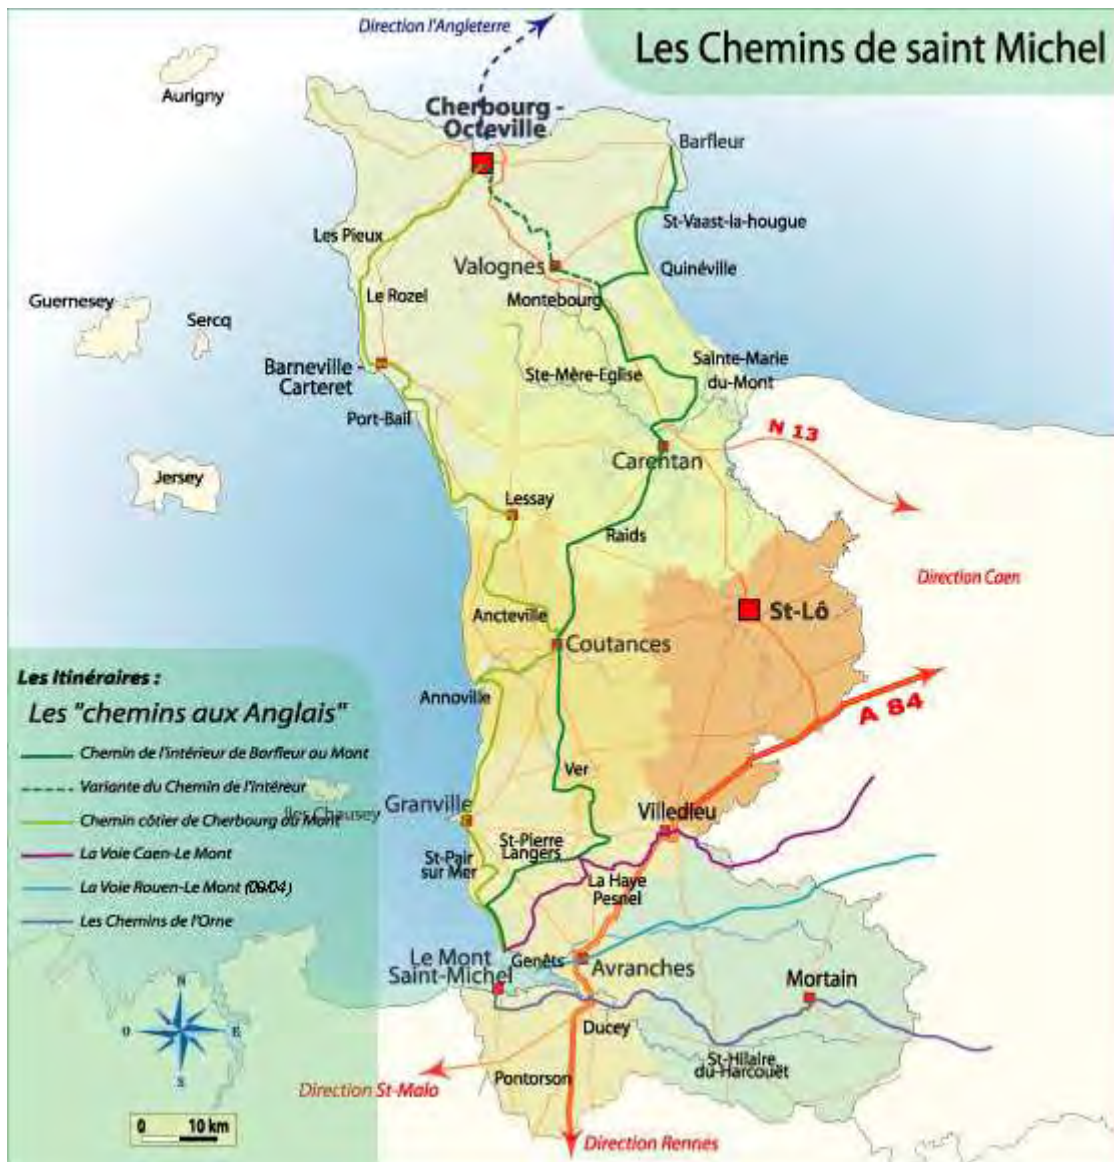 Direction l'Angleterre
Les Chemins de saint Michel
Aurigny
Cherbourg -
Octeville
Barfleur
St-Vaast-la-hougue
Les Pieux
Valognes
Quinéville
Guernesey
Le Rozel
Montebourg
Sercq
Barneville -
Carteret
Ste-Mère-Eglise
Sainte-Marie
du-Mont
Port-Bail
N 13
Carentan
Jersey
Lessay
Raids
Direction Caen
Ancteville
St-Lô
Coutances
Annoville
A 84
Ver
Granville
Villedieu
St-Pierre
Langers
St-Pair
sur Mer
La Haye
Pesnel
Le Mont
Saint-Michel
Genêts
Avranches
Mortain
Ducey
St-Hilaire
du-Harcouët
Pontorson
Direction St-Malo
Direction Rennes
Les Itinéraires :
Les "chemins aux Anglais"
Chemin de l'intérieur de Barfleur au Mont
Variante du Chemin de l'intéreur
Îles Chausey
Chemin côtier de Cherbourg au Mont
La Voie Caen-Le Mont
La Voie Rouen-Le Mont (09/04)
Les Chemins de l'Orne
N
O
E
S
0 10 km